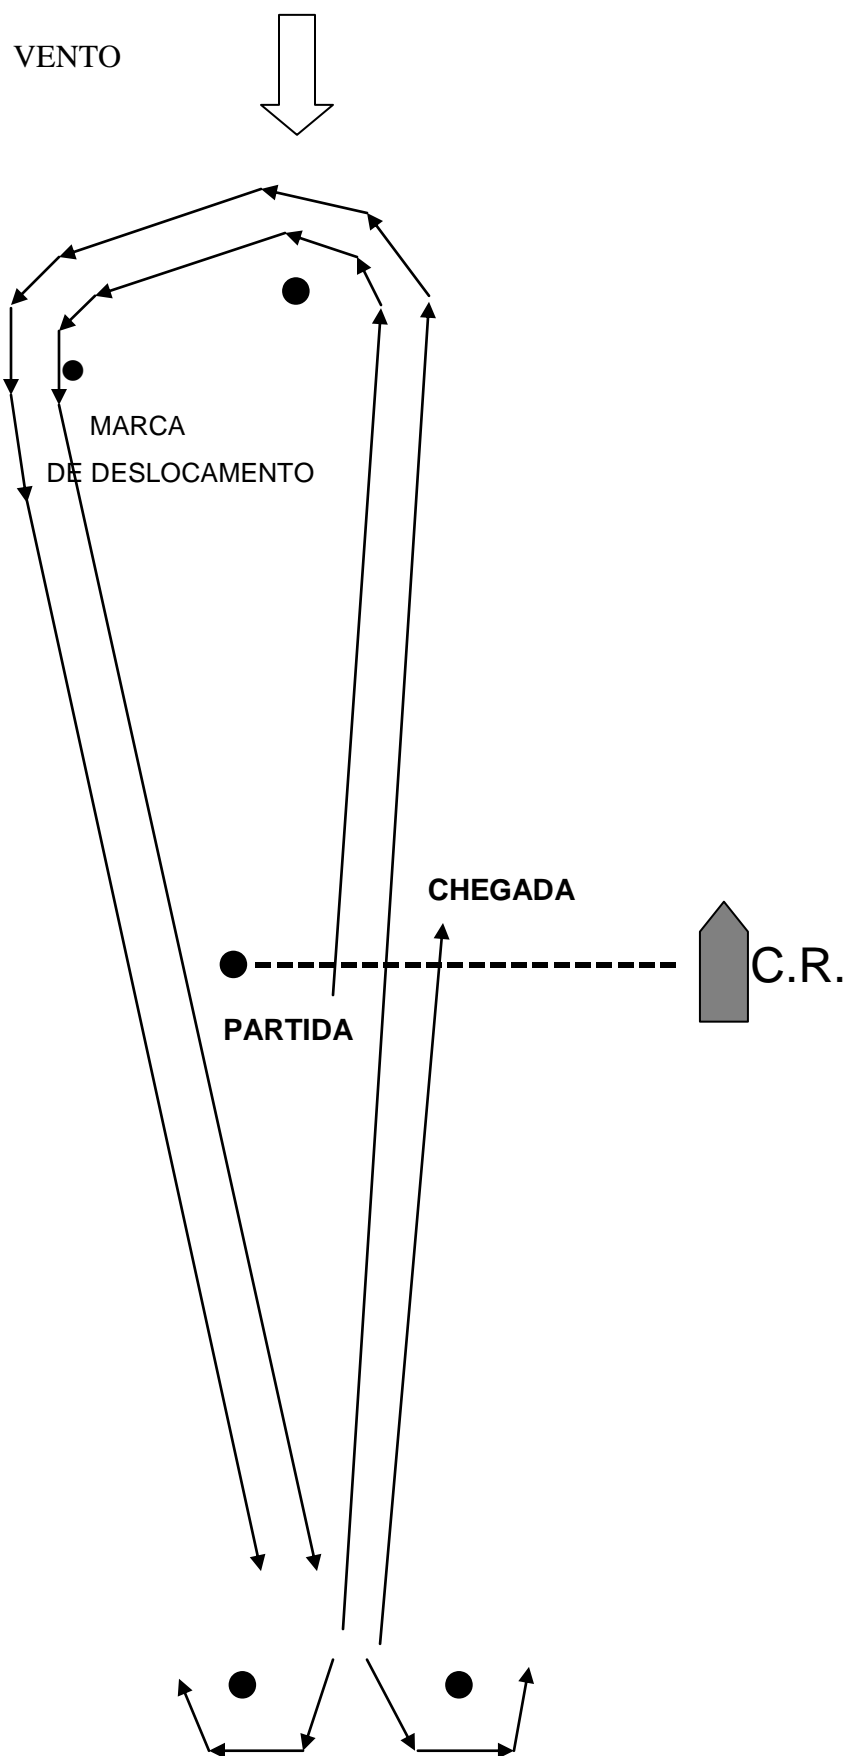 VENTO
MARCA
DE DESLOCAMENTO
CHEGADA
C.R.
PARTIDA